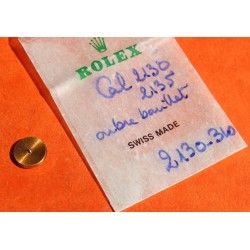 ROLEX
Cal 2130
2135
arbre barillet
SWISS MADE
2130-310